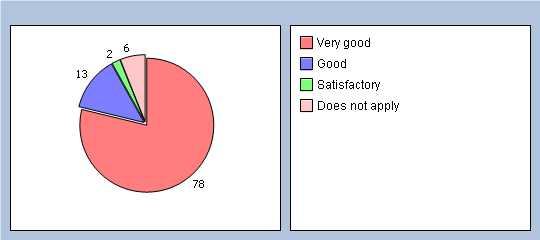 6
2
13
78
Very good
Good
Satisfactory
Does not apply